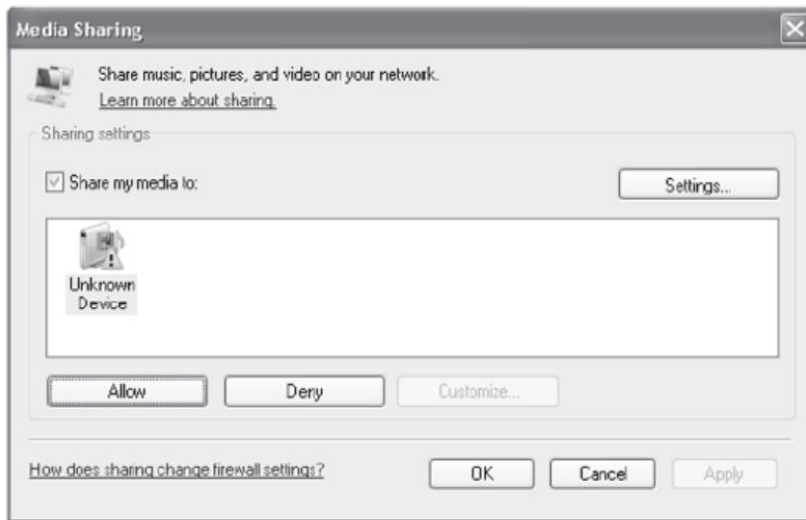 Media Sharing
Share music, pictures, and video on your network.
Learn more about sharing.
Sharing settings
Share my media to:
Settings...
Unknown
Device
Allow
Deny
Customize...
How does sharing change firewall settings?
OK
Cancel
Apply